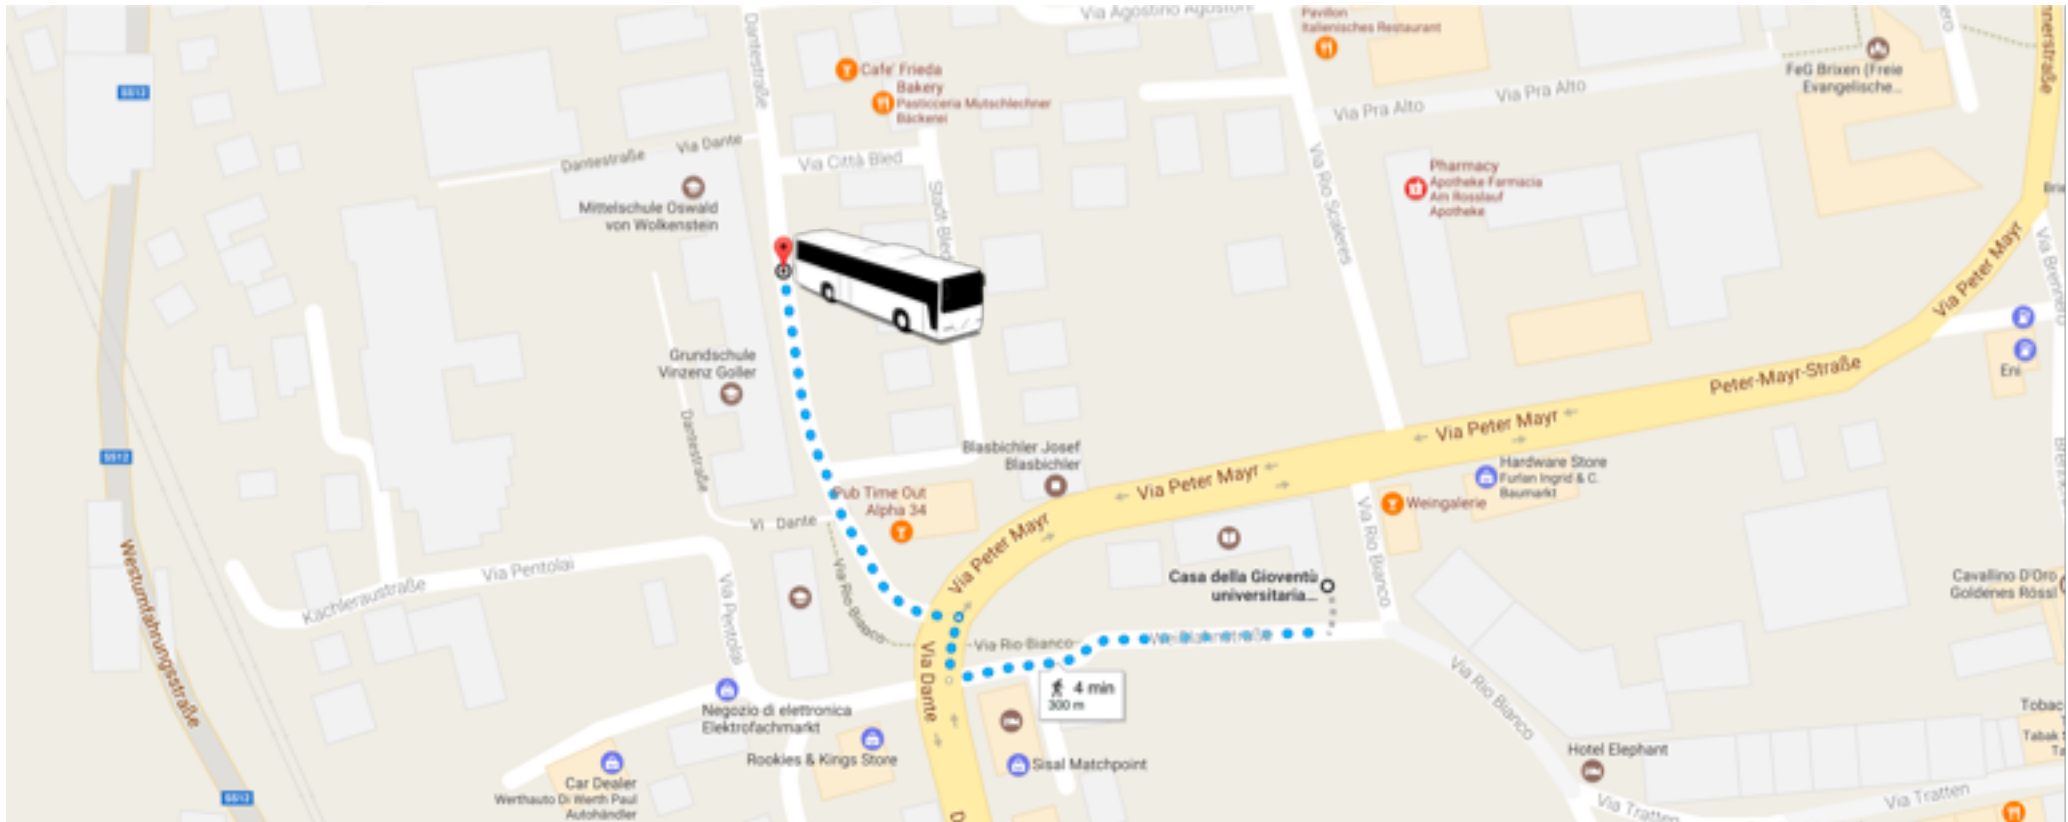 Via Agostino Agostini
Pavillon
Italienisches Restaurant
Dantestraße
Cafe' Frieda
Bakery
Pasticceria Mutschlechner
Bäckerei
SS12
FeG Brixen (Freie
Evangelische...
Via Pra Alto
Via Pra Alto
Dantestraße
Via Dante
Via Città Bled
Via Rio Scaleres
Pharmacy
Apotheke Farmacia
Am Rosslauf
Apotheke
Mittelschule Oswald
von Wolkenstein
Via Peter Mayr
Grundschule
Vinzenz Goller
Peter-Mayr-Straße
Eni
Dantestraße
Via Peter Mayr
Blasbichler Josef
Blasbichler
SS12
Via Peter Mayr
Hardware Store
Furlan Ingrid & C.
Baumarkt
Pub Time Out
Alpha 34
Weingalerie
Vi Dante
Via Peter Mayr
Via Rio Bianco
Westumfahrungsstraße
Via Pentolai
Kachleraustraße
Via Pentolai
Via Rio Bianco
Casa della Gioventù
universitaria...
Cavallino D'Oro
Goldenes Rössl
Via Rio Bianco
Via Dante
4 min
300 m
Via Rio Bianco
Negozio di elettronica
Elektrofachmarkt
Rookies & Kings Store
Sisal Matchpoint
Hotel Elephant
Car Dealer
Werthauto Di Werth Paul
Autohändler
SS12
Via Tratten
Via Tratten